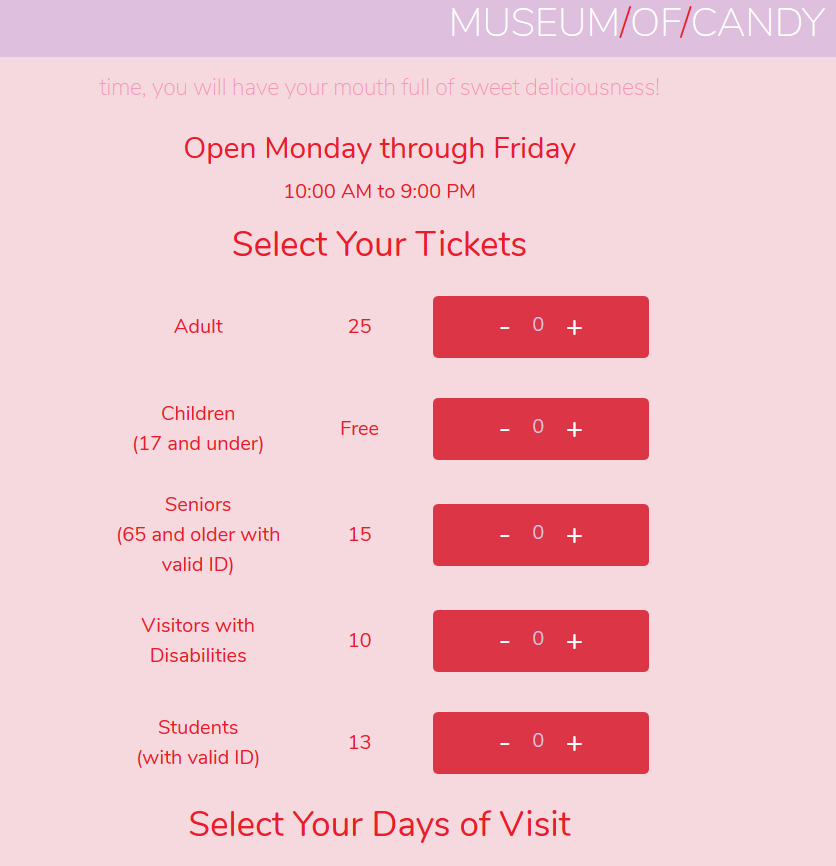 MUSEUM/OF/CANDY
time, you will have your mouth full of sweet deliciousness!
Open Monday through Friday
10:00 AM to 9:00 PM
Select Your Tickets
Adult 25 - 0 +
Children
(17 and under) Free - 0 +
Seniors
(65 and older with
valid ID) 15 - 0 +
Visitors with
Disabilities 10 - 0 +
Students
(with valid ID) 13 - 0 +
Select Your Days of Visit